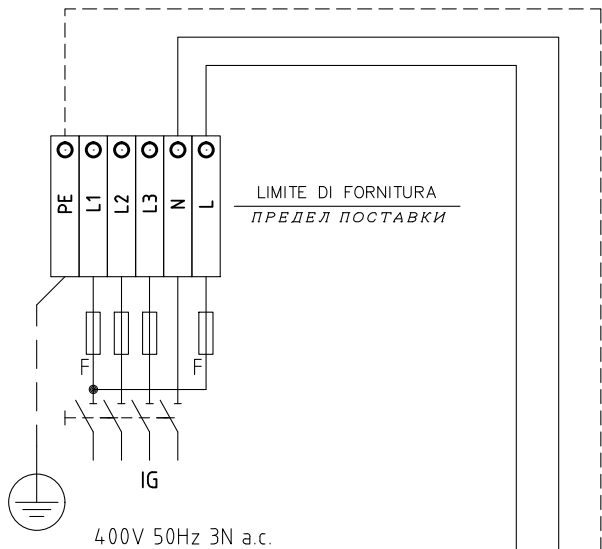 PE L1 L2 L3 N L
LIMITE DI FORNITURA
ПРЕДЕЛ ПОСТАВКИ
F F
IG
400V 50Hz 3N a.c.